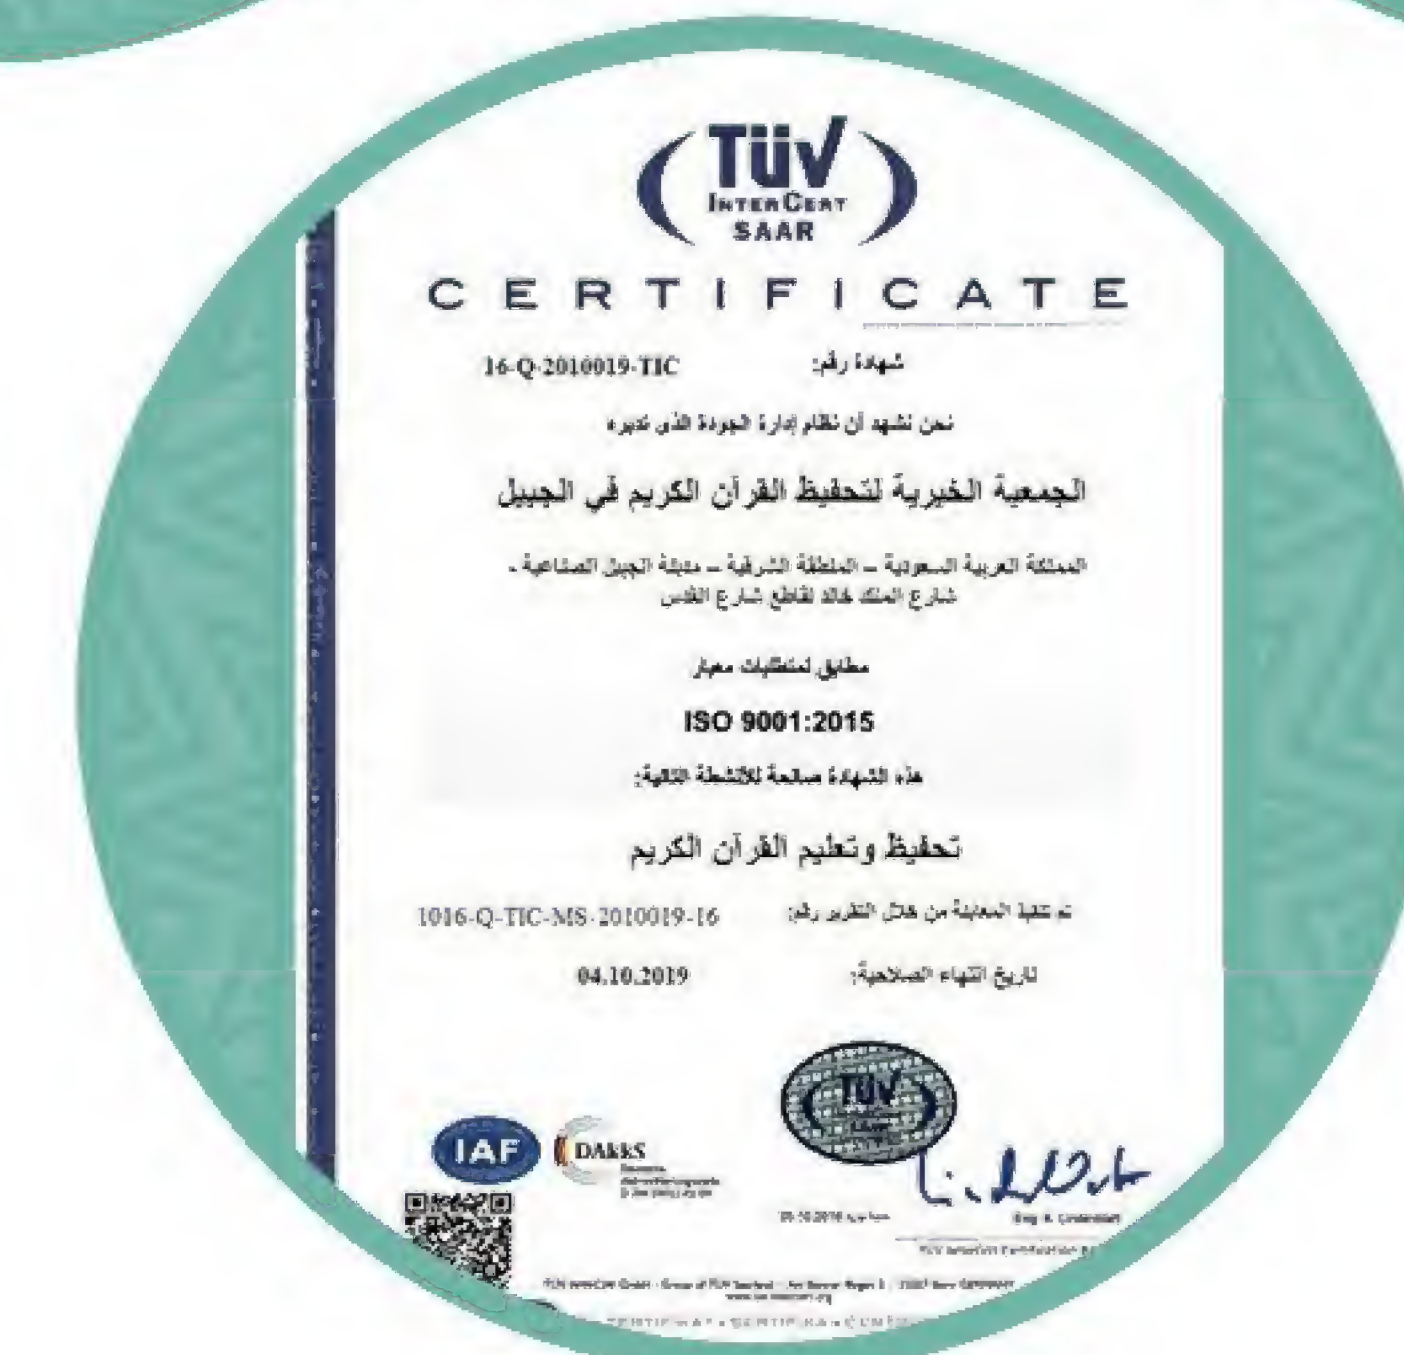 TÜV
INTERCERT
SAAR
CERTIFICATE
شهادة رقم: 16-Q-2010019-TIC
نحن نشهد أن نظام إدارة الجودة الذي تديره
الجمعية الخيرية لتحفيظ القرآن الكريم في الجبيل
المملكة العربية السعودية – المنطقة الشرقية – مدينة الجبيل الصناعية -
شارع الملك خالد تقاطع شارع القدس
مطابق لمتطلبات معيار
ISO 9001:2015
هذه الشهادة صالحة للأنشطة التالية:
تحفيظ وتعليم القرآن الكريم
تم تنفيذ المعاينة من خلال التقرير رقم: 1016-Q-TIC-MS-2010019-16
تاريخ انتهاء الصلاحية: 04.10.2019
TÜV
IAF
DAkkS